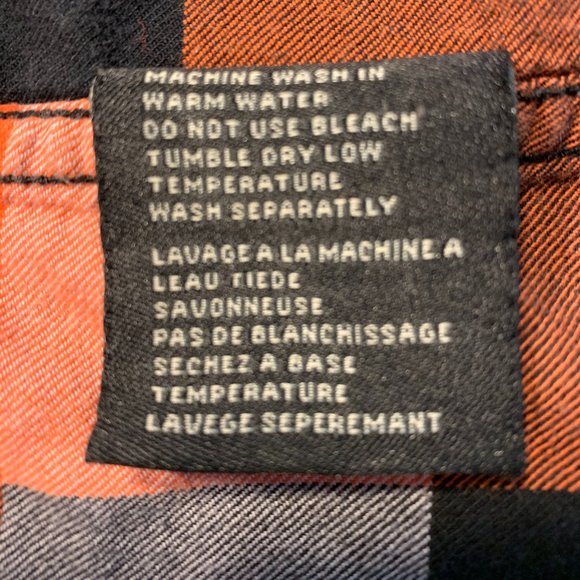 MACHINE WASH IN
WARM WATER
DO NOT USE BLEACH
TUMBLE DRY LOW
TEMPERATURE
WASH SEPARATELY
LAVAGE A LA MACHINE A
LEAU TIEDE
SAVONNEUSE
PAS DE BLANCHISSAGE
SECHEZ A BASE
TEMPERATURE
LAVEGE SEPEREMANT